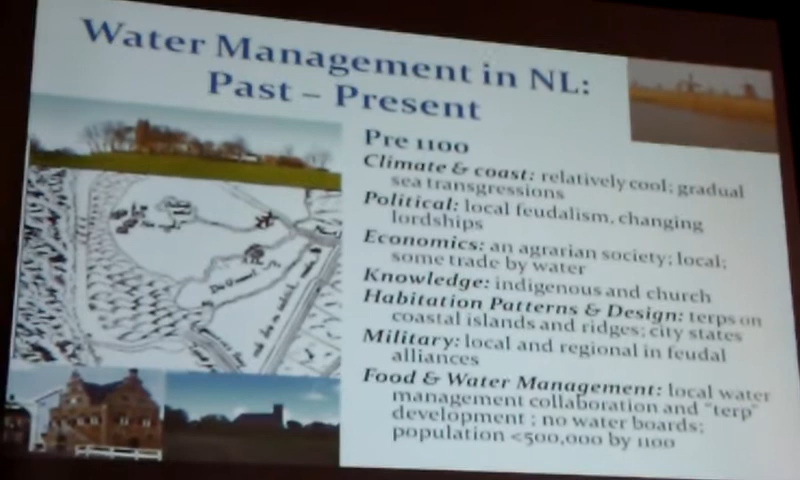 Water Management in NL:
Past – Present
Pre 1100
Climate & coast: relatively cool; gradual
sea transgressions
Political: local feudalism, changing
lordships
Economics: an agrarian society; local;
some trade by water
Knowledge: indigenous and church
Habitation Patterns & Design: terps on
coastal islands and ridges; city states
Military: local and regional in feudal
alliances
Food & Water Management: local water
management collaboration and "terp"
development ; no water boards;
population <500,000 by 1100